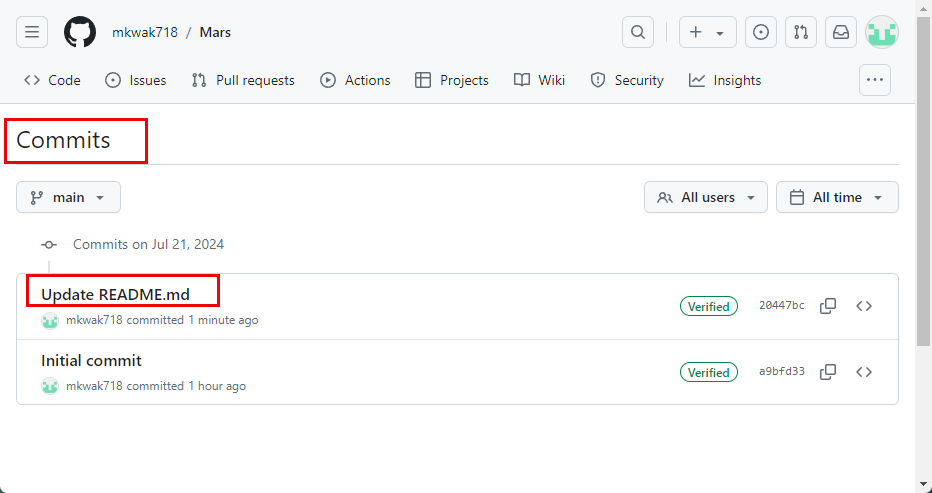 mkwak718 / Mars
Code Issues Pull requests Actions Projects Wiki Security Insights
Commits
main All users All time
Commits on Jul 21, 2024
Update README.md
mkwak718 committed 1 minute ago
Verified 20447bc
Initial commit
mkwak718 committed 1 hour ago
Verified a9bfd33